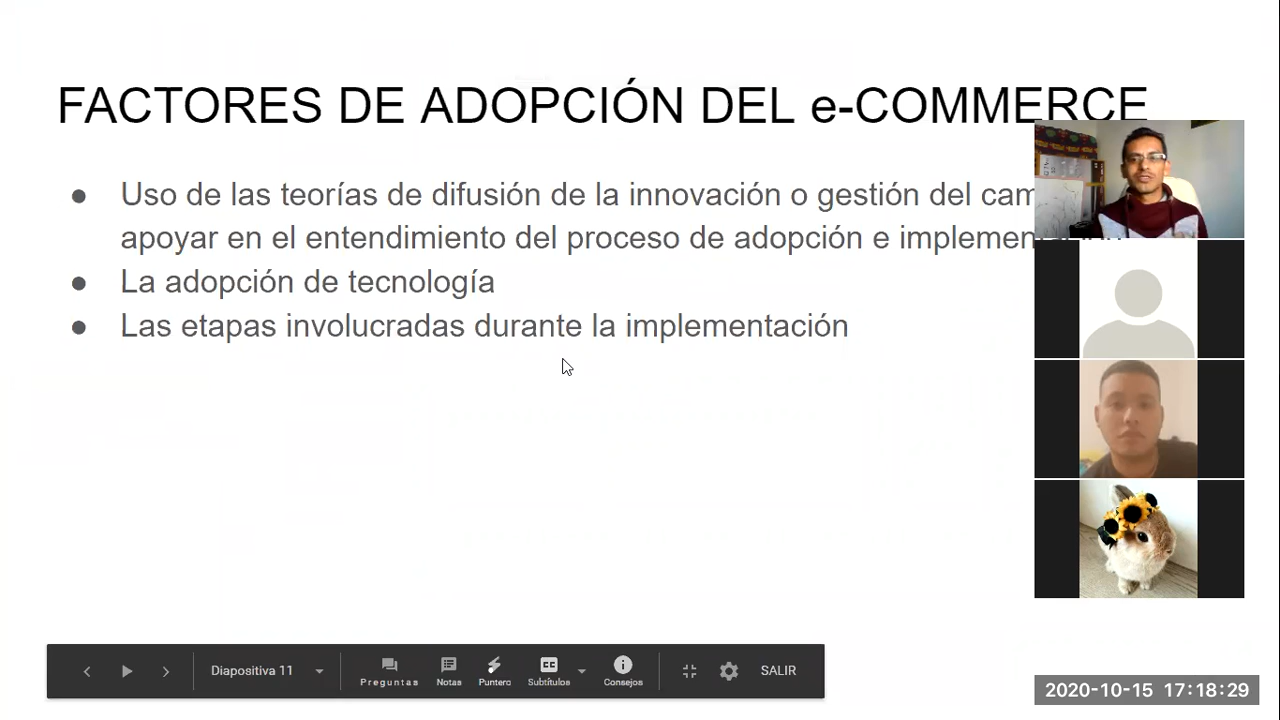 FACTORES DE ADOPCIÓN DEL e-COMMERCE
● Uso de las teorías de difusión de la innovación o gestión del
apoyar en el entendimiento del proceso de adopción e
● La adopción de tecnología
● Las etapas involucradas durante la implementación
Diapositiva 11
Preguntas
Notas
Puntero
Subtítulos
Consejos
SALIR
2020-10-15 17:18:29